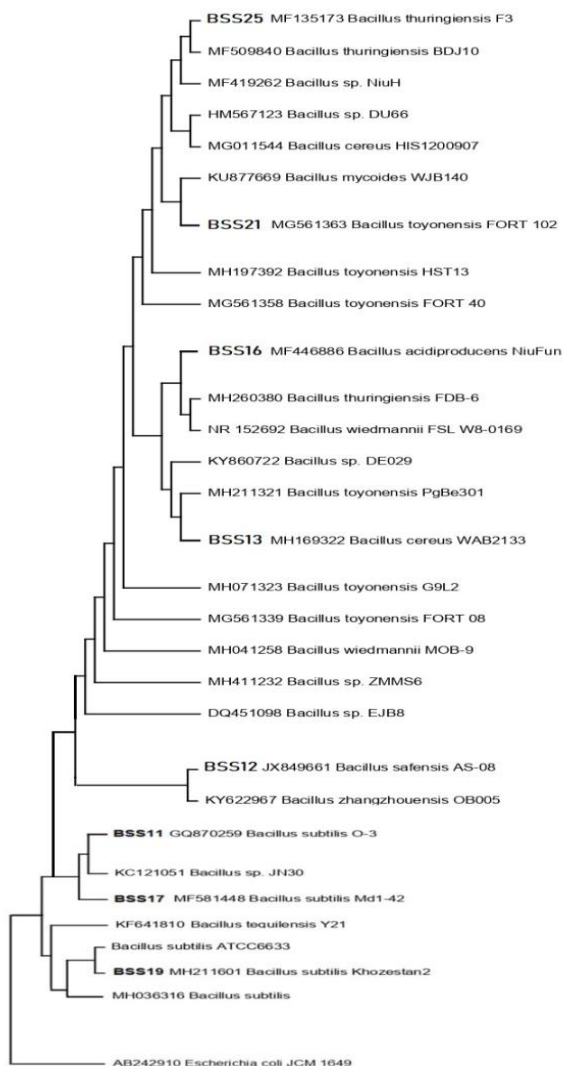 BSS25 MF135173 Bacillus thuringiensis F3
MF509840 Bacillus thuringiensis BDJ10
MF419262 Bacillus sp. NiuH
HM567123 Bacillus sp. DU66
MG011544 Bacillus cereus HIS1200907
KU877669 Bacillus mycoides WJB140
BSS21 MG561363 Bacillus toyonensis FORT 102
MH197392 Bacillus toyonensis HST13
MG561358 Bacillus toyonensis FORT 40
BSS16 MF446886 Bacillus acidiproducens NiuFun
MH260380 Bacillus thuringiensis FDB-6
NR 152692 Bacillus wiedmannii FSL W8-0169
KY860722 Bacillus sp. DE029
MH211321 Bacillus toyonensis PgBe301
BSS13 MH169322 Bacillus cereus WAB2133
MH071323 Bacillus toyonensis G9L2
MG561339 Bacillus toyonensis FORT 08
MH041258 Bacillus wiedmannii MOB-9
MH411232 Bacillus sp. ZMMS6
DQ451098 Bacillus sp. EJB8
BSS12 JX849661 Bacillus safensis AS-08
KY622967 Bacillus zhangzhouensis OB005
BSS11 GQ870259 Bacillus subtilis O-3
KC121051 Bacillus sp. JN30
BSS17 MF581448 Bacillus subtilis Md1-42
KF641810 Bacillus tequilensis Y21
Bacillus subtilis ATCC6633
BSS19 MH211601 Bacillus subtilis Khozestan2
MH036316 Bacillus subtilis
AB242910 Escherichia coli JCM 1649